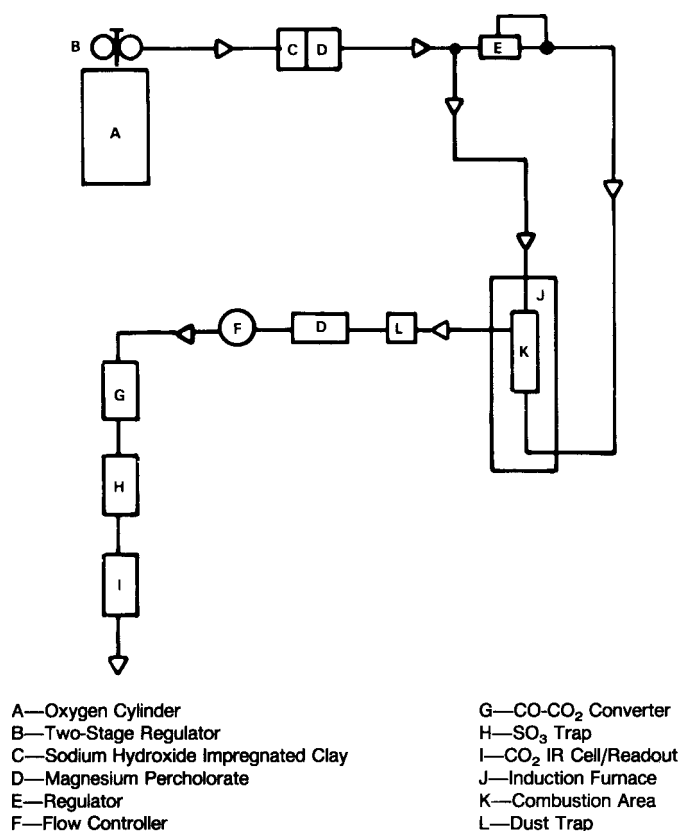 B
C D
E
A
J
F
D
L
K
G
H
I
A—Oxygen Cylinder
B—Two-Stage Regulator
C—Sodium Hydroxide Impregnated Clay
D—Magnesium Percholorate
E—Regulator
F—Flow Controller
G—CO-CO₂ Converter
H—SO₃ Trap
I—CO₂ IR Cell/Readout
J—Induction Furnace
K—Combustion Area
L—Dust Trap